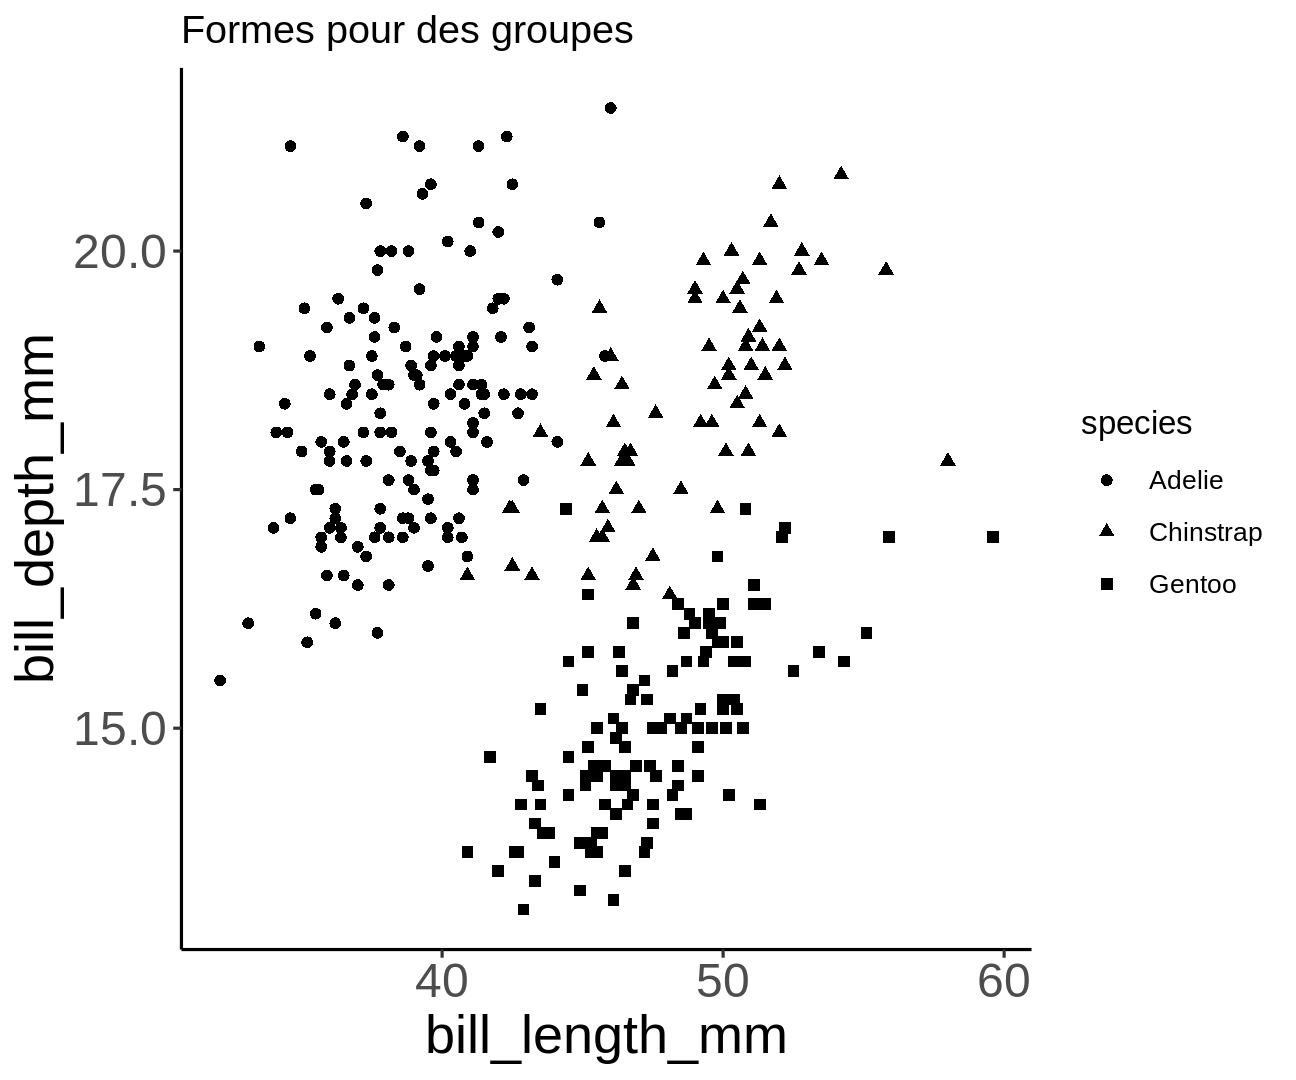 Formes pour des groupes
bill_depth_mm
20.0
17.5
15.0
40 50 60
bill_length_mm
species
Adelie
Chinstrap
Gentoo